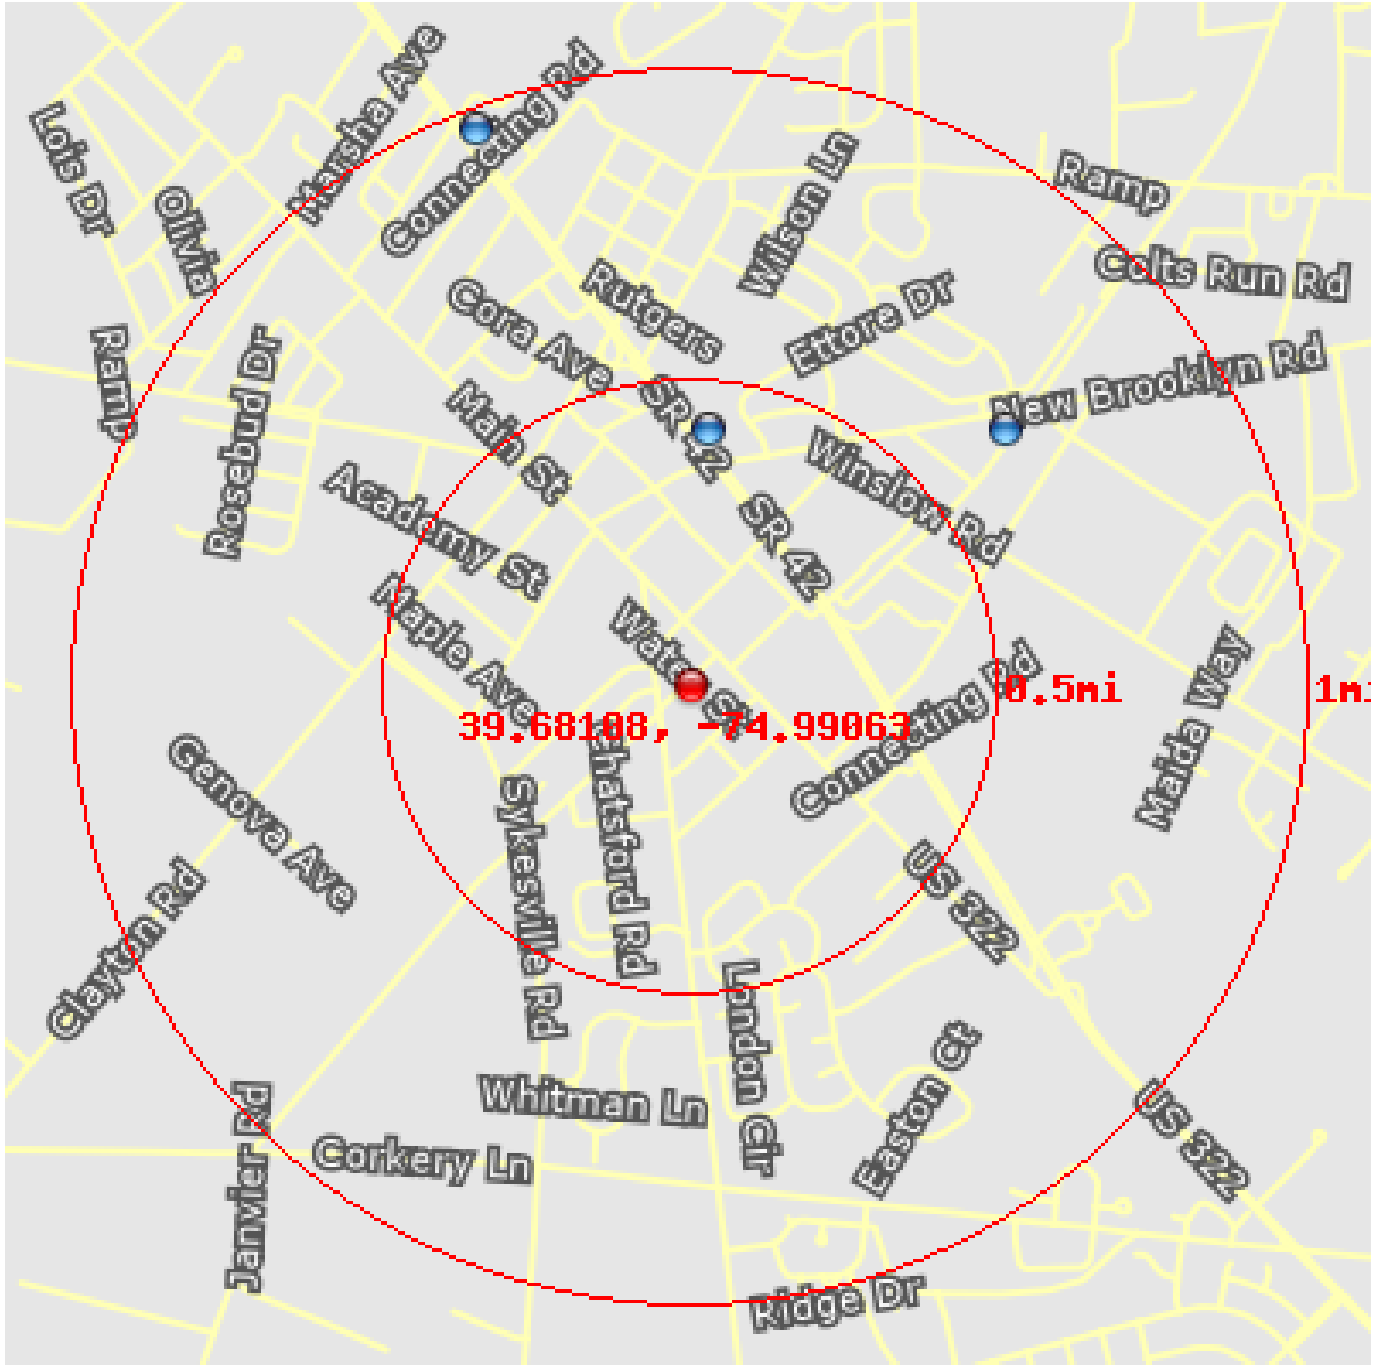 Marsha Ave
Connecting Rd
Lois Dr
Olivia
Wilson Ln
Ramp
Colts Run Rd
Rutgers
Cora Ave
Ettore Dr
Ramp
Rosebud Dr
New Brooklyn Rd
Main St
SR 42
Winslow Rd
Academy St
SR 42
Maple Ave
Water St
Connecting Rd
0.5mi
Maida Way
39.68108, -74.99063
Genova Ave
Chatsford Rd
Sykesville Rd
Clayton Rd
US 322
London Cir
Easton Ct
Whitman Ln
Corkery Ln
Janvier Rd
US 322
Ridge Dr